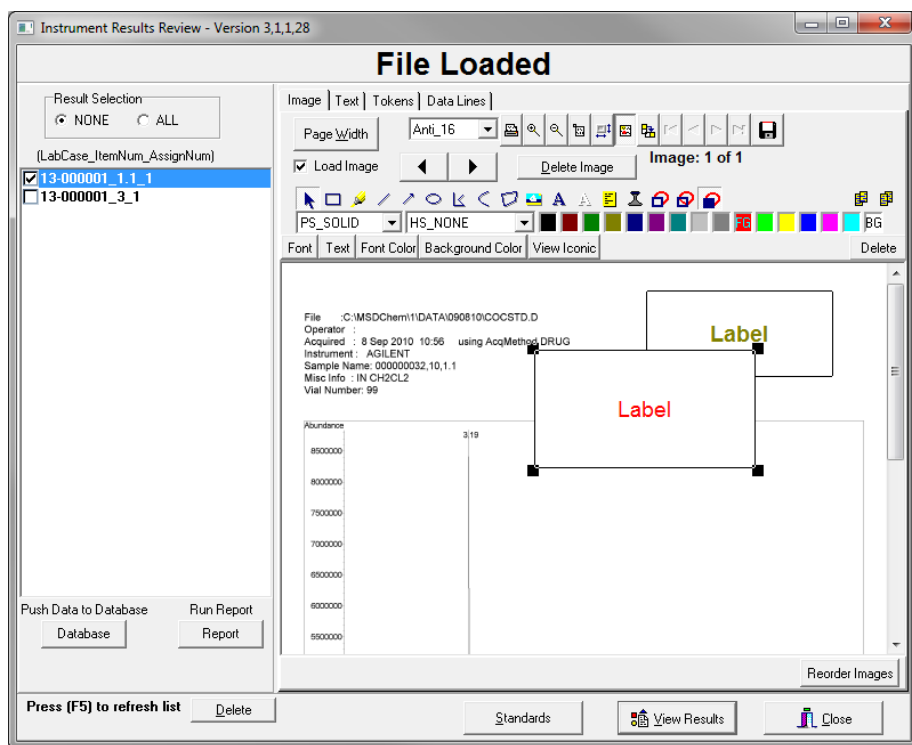 Instrument Results Review - Version 3,1,1,28
File Loaded
Result Selection
NONE ALL
(LabCase_ItemNum_AssignNum)
13-000001_1.1_1
13-000001_3_1
Push Data to Database Run Report
Database Report
Press (F5) to refresh list Delete
Image Text Tokens Data Lines
Page Width Anti_16
Load Image Delete Image Image: 1 of 1
PS_SOLID HS_NONE FG BG
Font Text Font Color Background Color View Iconic Delete
File :C:\MSDChem\1\DATA\090810\COCSTD.D
Operator :
Acquired : 8 Sep 2010 10:56 using AcqMethod DRUG
Instrument : AGILENT
Sample Name: 000000032,10,1.1
Misc Info : IN CH2CL2
Vial Number: 99
Label
Label
Abundance
3.19
8500000
8000000
7500000
7000000
6500000
6000000
5500000
Reorder Images
Standards View Results Close